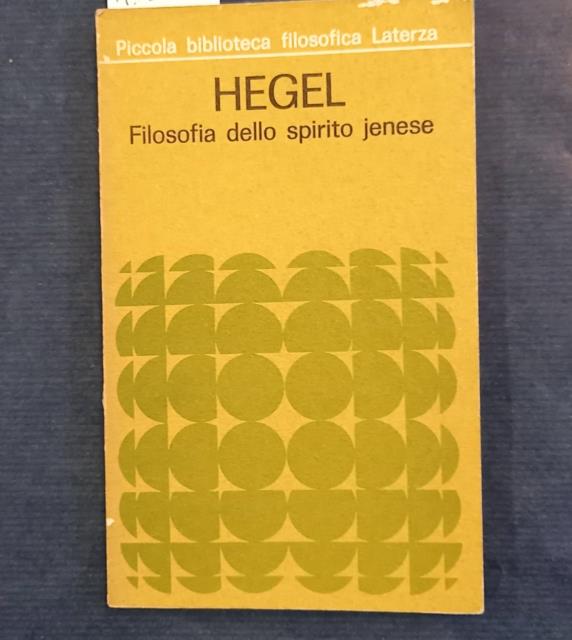 Piccola biblioteca filosofica Laterza
HEGEL
Filosofia dello spirito jenese